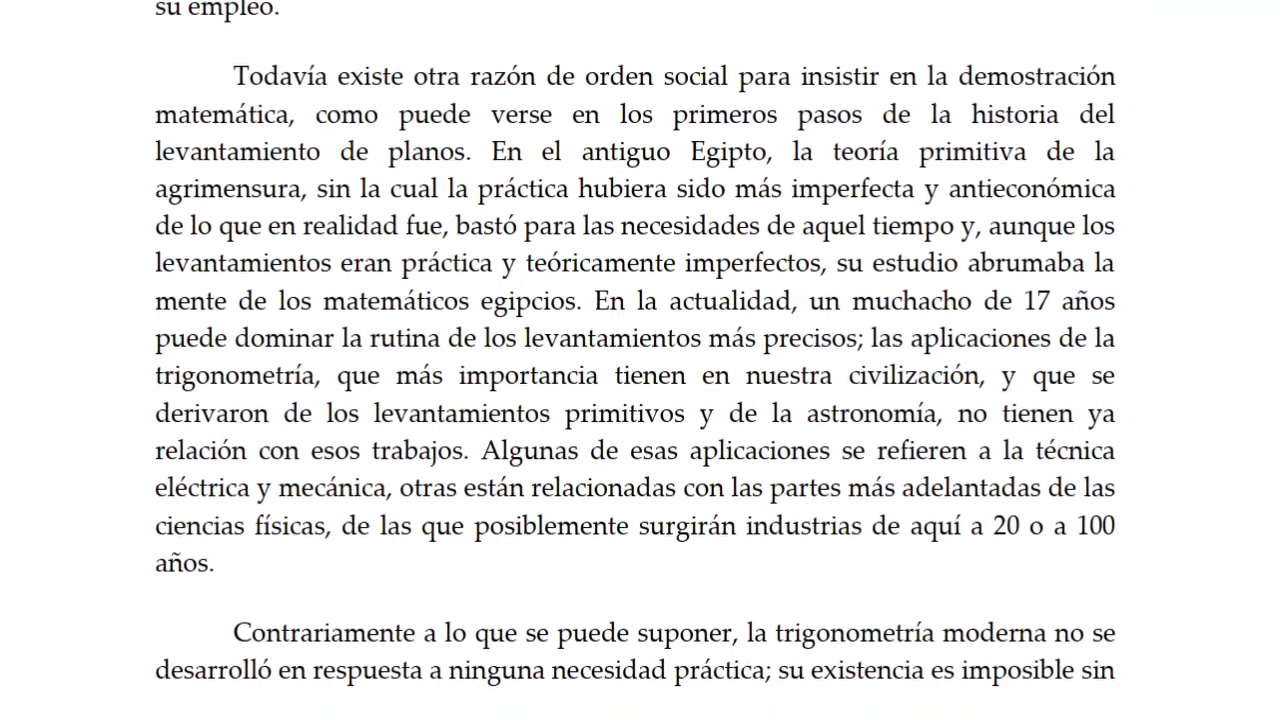 su empleo.
Todavía existe otra razón de orden social para insistir en la demostración
matemática, como puede verse en los primeros pasos de la historia del
levantamiento de planos. En el antiguo Egipto, la teoría primitiva de la
agrimensura, sin la cual la práctica hubiera sido más imperfecta y antieconómica
de lo que en realidad fue, bastó para las necesidades de aquel tiempo y, aunque los
levantamientos eran práctica y teóricamente imperfectos, su estudio abrumaba la
mente de los matemáticos egipcios. En la actualidad, un muchacho de 17 años
puede dominar la rutina de los levantamientos más precisos; las aplicaciones de la
trigonometría, que más importancia tienen en nuestra civilización, y que se
derivaron de los levantamientos primitivos y de la astronomía, no tienen ya
relación con esos trabajos. Algunas de esas aplicaciones se refieren a la técnica
eléctrica y mecánica, otras están relacionadas con las partes más adelantadas de las
ciencias físicas, de las que posiblemente surgirán industrias de aquí a 20 o a 100
años.
Contrariamente a lo que se puede suponer, la trigonometría moderna no se
desarrolló en respuesta a ninguna necesidad práctica; su existencia es imposible sin